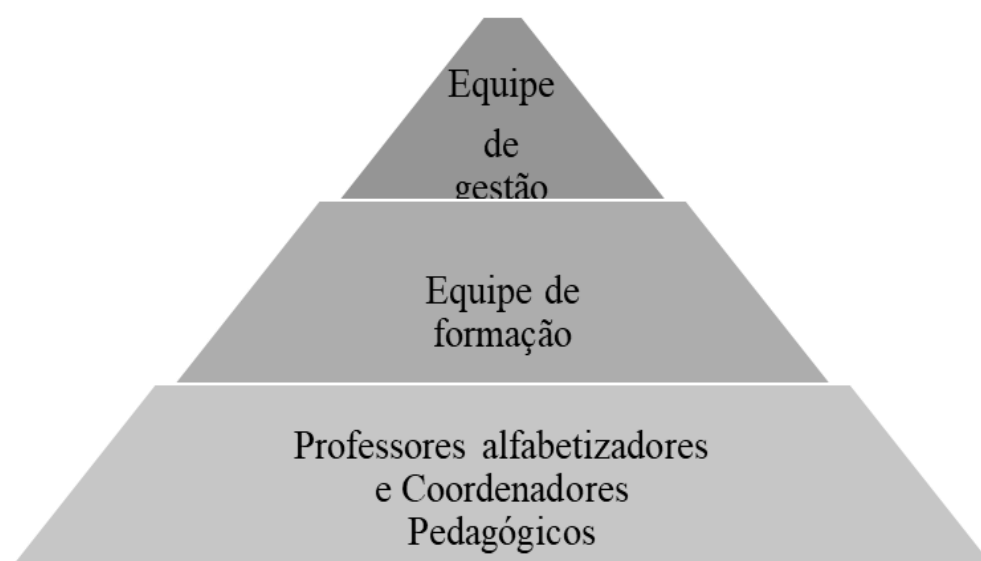 Equipe
de
gestão
Equipe de
formação
Professores alfabetizadores
e Coordenadores
Pedagógicos